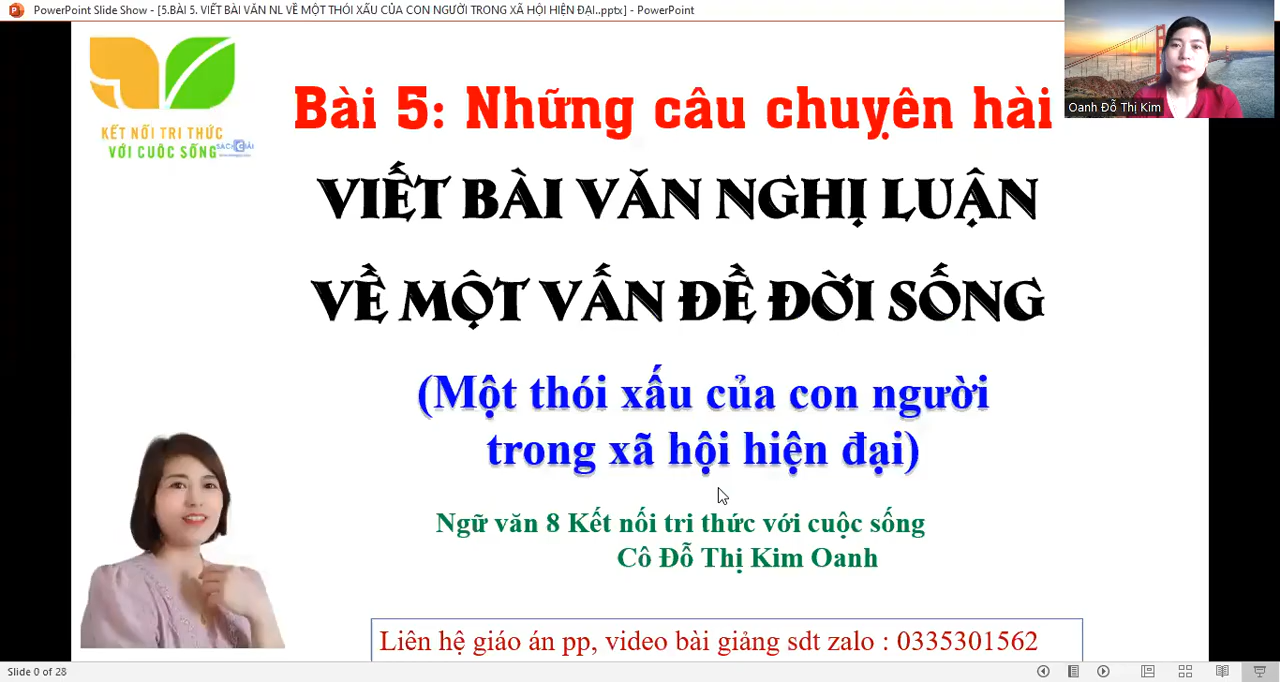 PowerPoint Slide Show - [5.BÀI 5. VIẾT BÀI VĂN NL VỀ MỘT THÓI XẤU CỦA CON NGƯỜI TRONG XÃ HỘI HIỆN ĐẠI..pptx] - PowerPoint
Oanh Đỗ Thị Kim
KẾT NỐI TRI THỨC
VỚI CUỘC SỐNG
Bài 5: Những câu chuyện hài
VIẾT BÀI VĂN NGHỊ LUẬN
VỀ MỘT VẤN ĐỀ ĐỜI SỐNG
(Một thói xấu của con người
trong xã hội hiện đại)
Ngữ văn 8 Kết nối tri thức với cuộc sống
Cô Đỗ Thị Kim Oanh
Liên hệ giáo án pp, video bài giảng sdt zalo : 0335301562
Slide 0 of 28